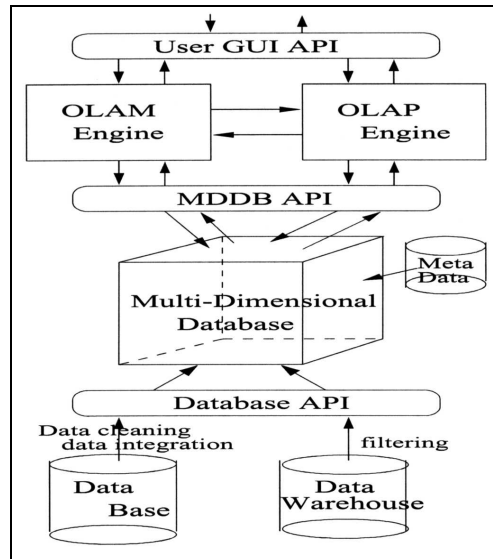 User GUI API
OLAM
Engine
OLAP
Engine
MDDB API
Multi-Dimensional
Database
Meta
Data
Database API
Data cleaning
data integration
filtering
Data
Base
Data
Warehouse